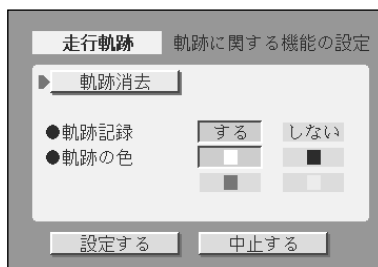 走行軌跡 軌跡に関する機能の設定
軌跡消去
●軌跡記録 する しない
●軌跡の色
設定する 中止する